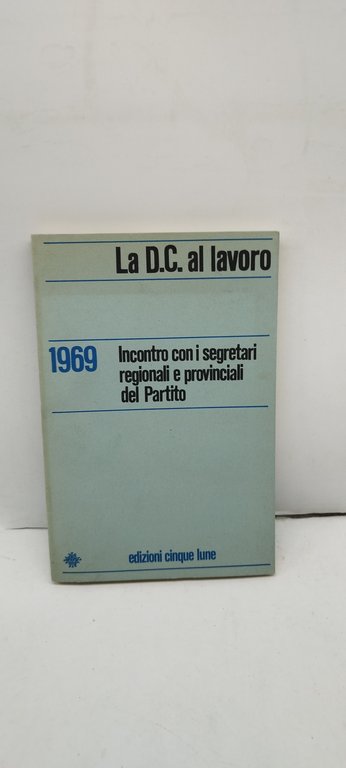 La D.C. al lavoro
1969
Incontro con i segretari
regionali e provinciali
del Partito
edizioni cinque lune